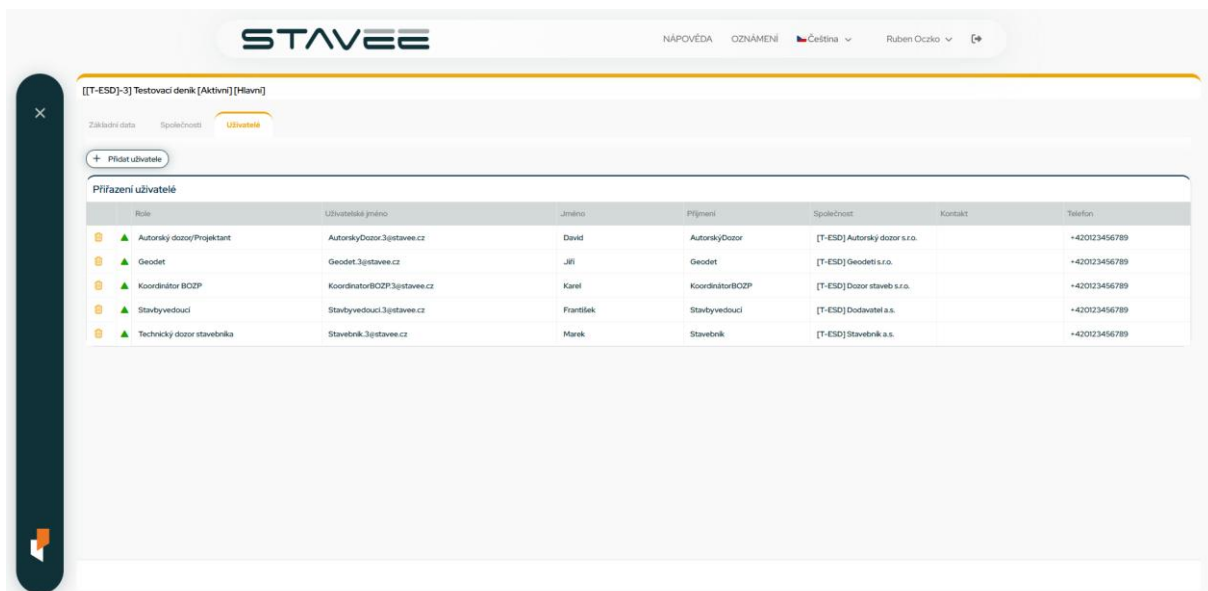 STAVEE
NÁPOVĚDA OZNÁMENÍ Čeština Ruben Oczko
[[T-ESD]-3] Testovací deník [Aktivní] [Hlavní]
Základní data Společnosti Uživatelé
+ Přidat uživatele
Přiřazení uživatelé
Role Uživatelské jméno Jméno Příjmení Společnost Kontakt Telefon
Autorský dozor/Projektant AutorskyDozor.3@stavee.cz David AutorskýDozor [T-ESD] Autorský dozor s.r.o. +420123456789
Geodet Geodet.3@stavee.cz Jiří Geodet [T-ESD] Geodeti s.r.o. +420123456789
Koordinátor BOZP KoordinatorBOZP.3@stavee.cz Karel KoordinátorBOZP [T-ESD] Dozor staveb s.r.o. +420123456789
Stavbyvedoucí Stavbyvedouci.3@stavee.cz František Stavbyvedoucí [T-ESD] Dodavatel a.s. +420123456789
Technický dozor stavebníka Stavebnik.3@stavee.cz Marek Stavebník [T-ESD] Stavebník a.s. +420123456789